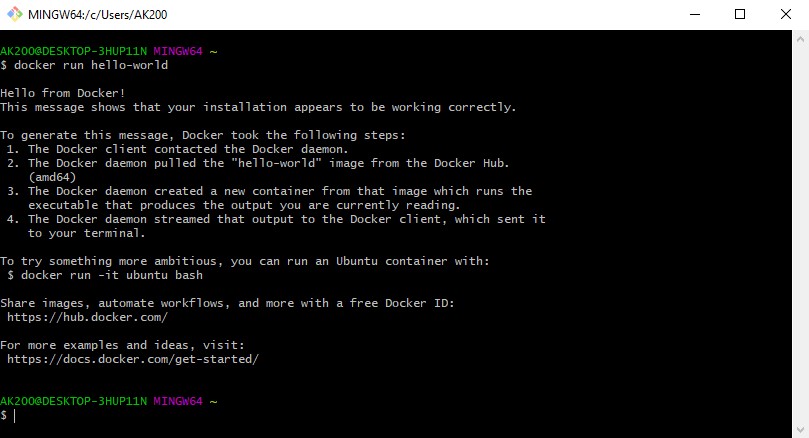 MINGW64:/c/Users/AK200
AK200@DESKTOP-3HUP11N MINGW64 ~
$ docker run hello-world
Hello from Docker!
This message shows that your installation appears to be working correctly.
To generate this message, Docker took the following steps:
1. The Docker client contacted the Docker daemon.
2. The Docker daemon pulled the "hello-world" image from the Docker Hub.
(amd64)
3. The Docker daemon created a new container from that image which runs the
executable that produces the output you are currently reading.
4. The Docker daemon streamed that output to the Docker client, which sent it
to your terminal.
To try something more ambitious, you can run an Ubuntu container with:
$ docker run -it ubuntu bash
Share images, automate workflows, and more with a free Docker ID:
https://hub.docker.com/
For more examples and ideas, visit:
https://docs.docker.com/get-started/
AK200@DESKTOP-3HUP11N MINGW64 ~
$